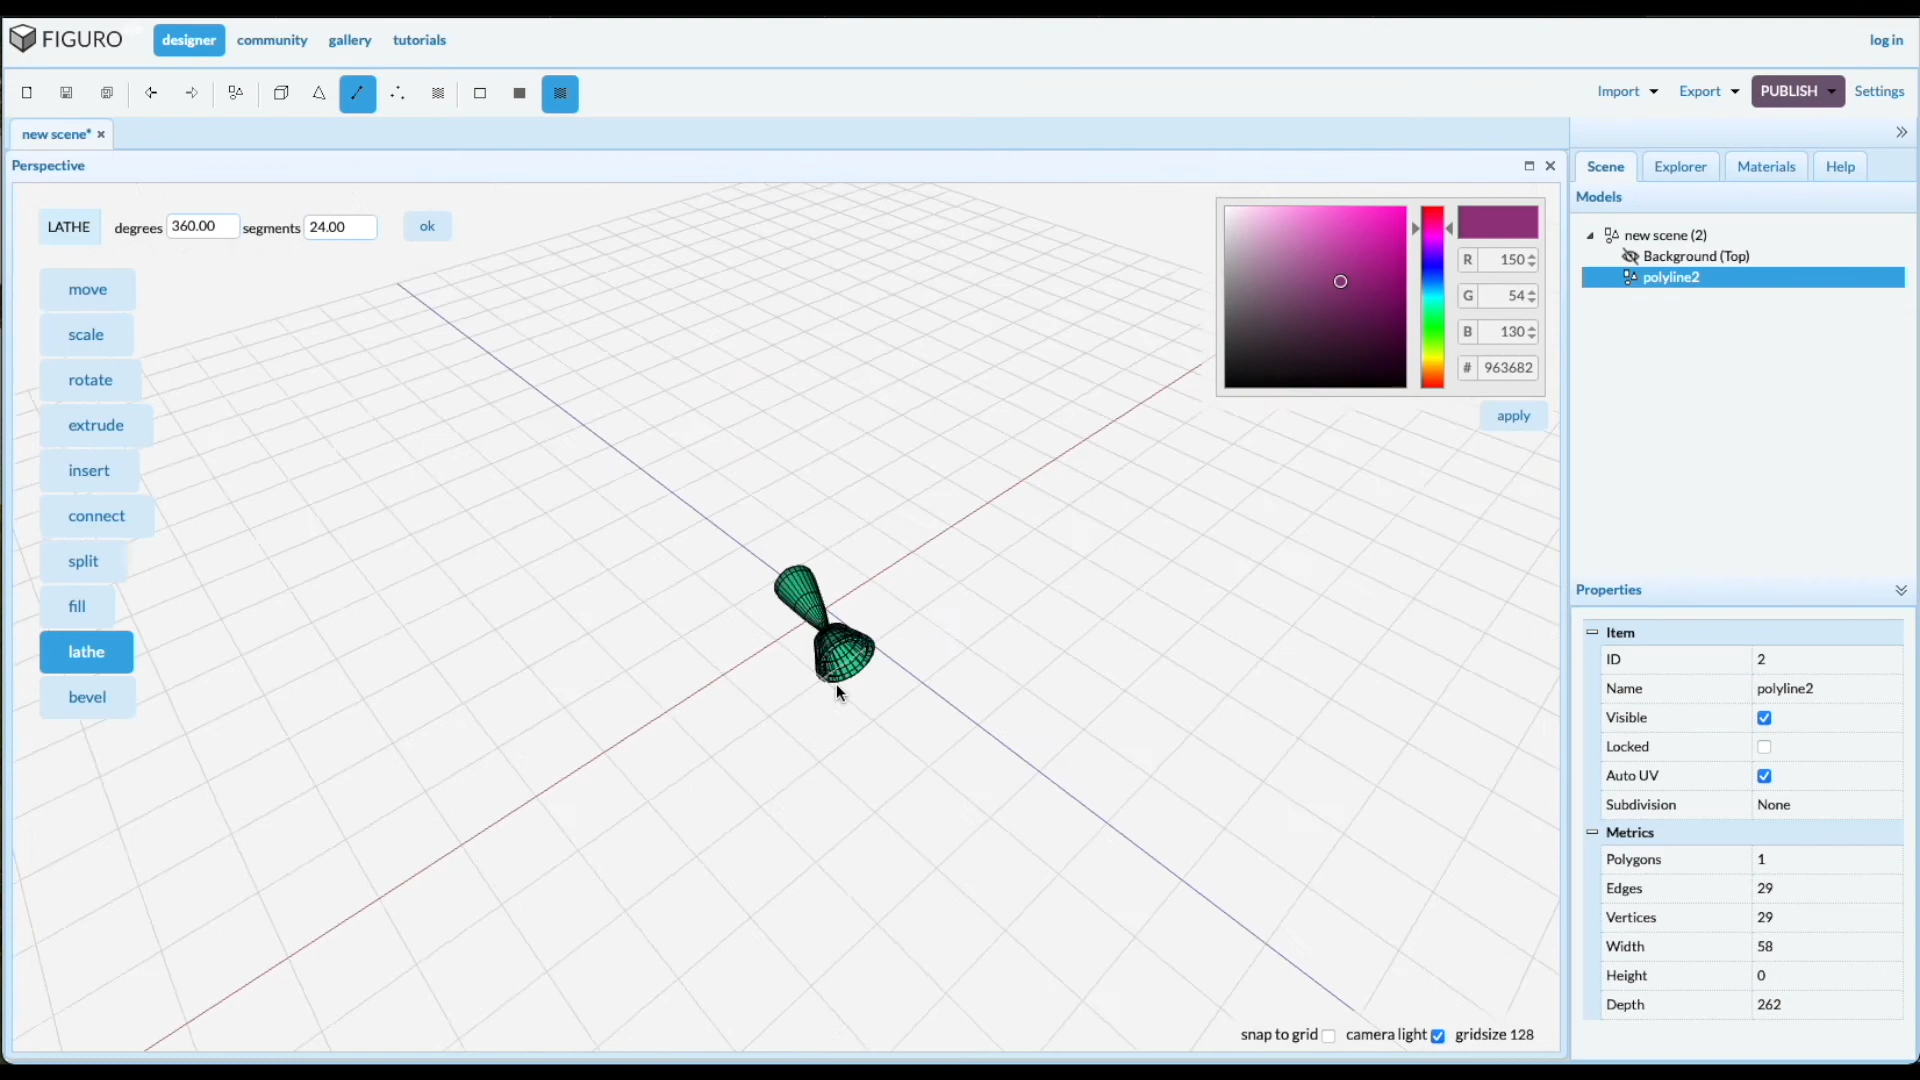 FIGURO designer community gallery tutorials log in
Import Export PUBLISH Settings
new scene*
Perspective
LATHE degrees 360.00 segments 24.00 ok
move
scale
rotate
extrude
insert
connect
split
fill
lathe
bevel
R 150
G 54
B 130
# 963682
apply
snap to grid camera light gridsize 128
Scene Explorer Materials Help
Models
new scene (2)
Background (Top)
polyline2
Properties
Item
ID 2
Name polyline2
Visible
Locked
Auto UV
Subdivision None
Metrics
Polygons 1
Edges 29
Vertices 29
Width 58
Height 0
Depth 262